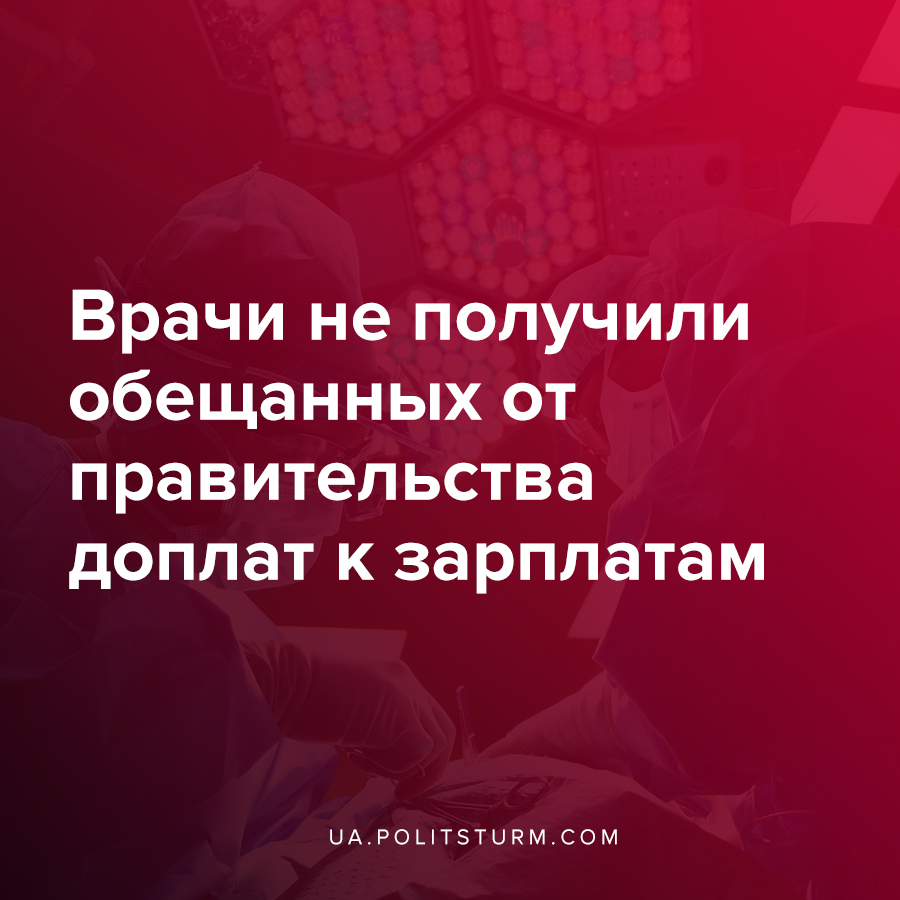 Врачи не получили
обещанных от
правительства
доплат к зарплатам
UA.POLITSTURM.COM